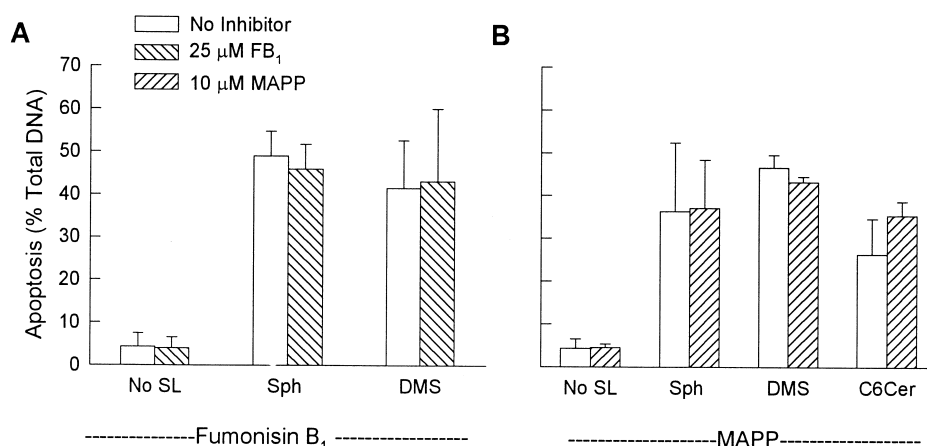 A
B
No Inhibitor
25 μM FB₁
10 μM MAPP
Apoptosis (% Total DNA)
70
60
50
40
30
20
10
0
No SL Sph DMS
No SL Sph DMS C6Cer
Fumonisin B₁
MAPP